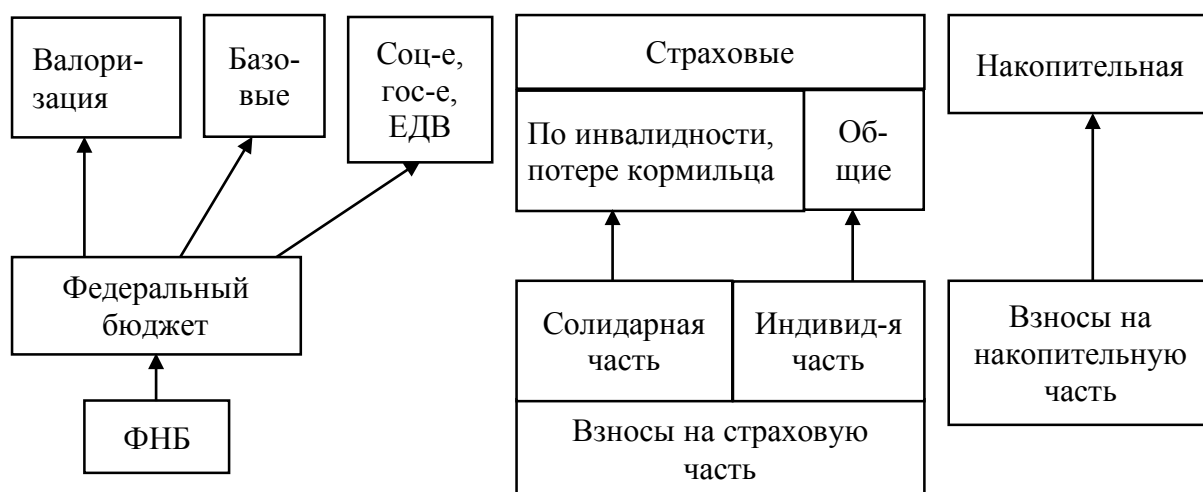 Валори-
зация
Базо-
вые
Соц-е,
гос-е,
ЕДВ
Страховые
По инвалидности,
потере кормильца
Об-
щие
Накопительная
Федеральный
бюджет
ФНБ
Солидарная
часть
Индивид-я
часть
Взносы на страховую
часть
Взносы на
накопительную
часть